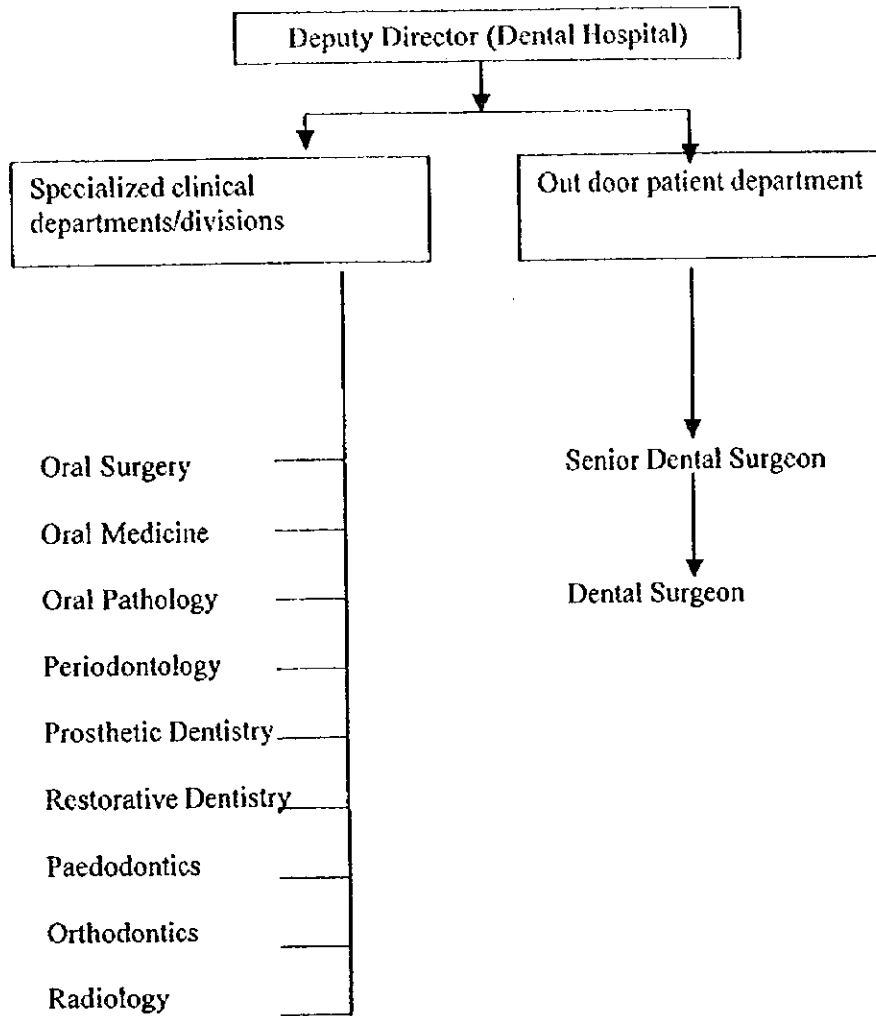 Deputy Director (Dental Hospital)
Specialized clinical
departments/divisions
Out door patient department
Oral Surgery
Oral Medicine
Oral Pathology
Periodontology
Prosthetic Dentistry
Restorative Dentistry
Paedodontics
Orthodontics
Radiology
Senior Dental Surgeon
Dental Surgeon